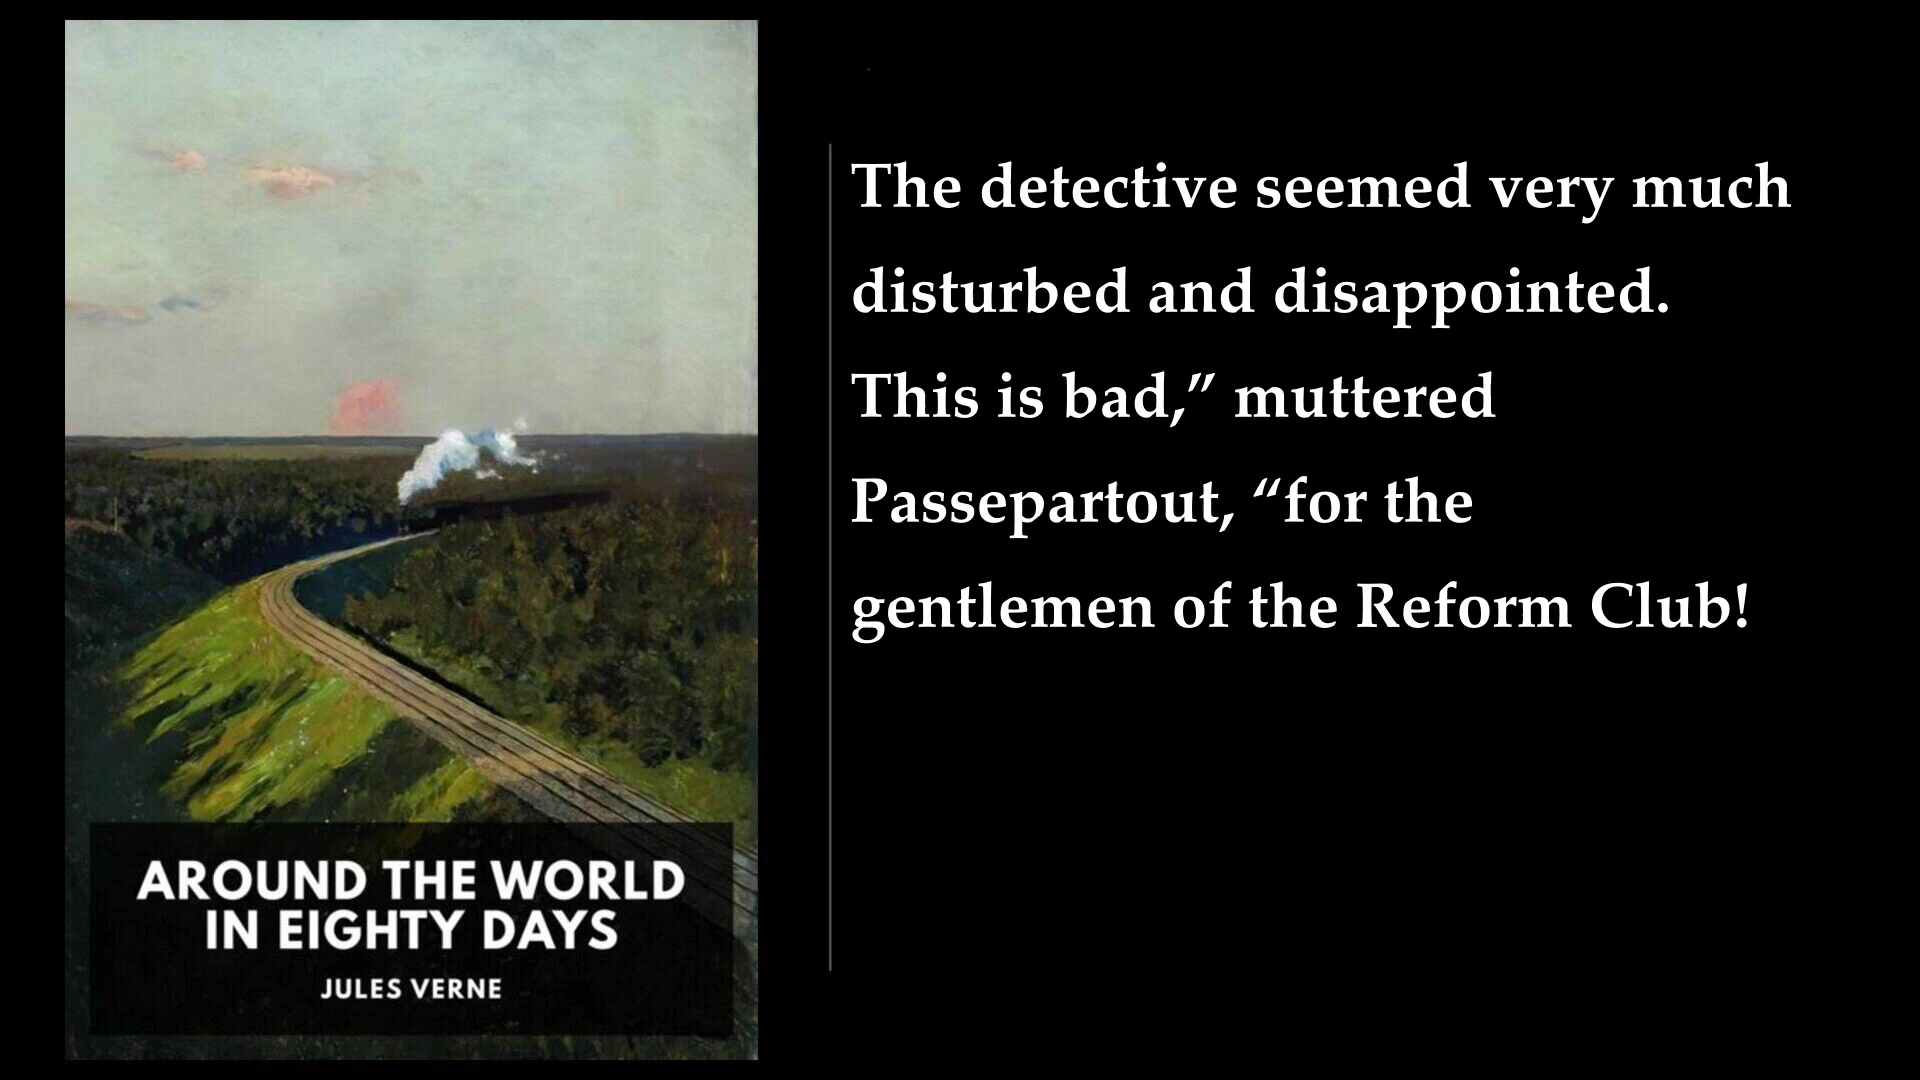 The detective seemed very much
disturbed and disappointed.
This is bad,” muttered
Passepartout, “for the
gentlemen of the Reform Club!
AROUND THE WORLD
IN EIGHTY DAYS
JULES VERNE